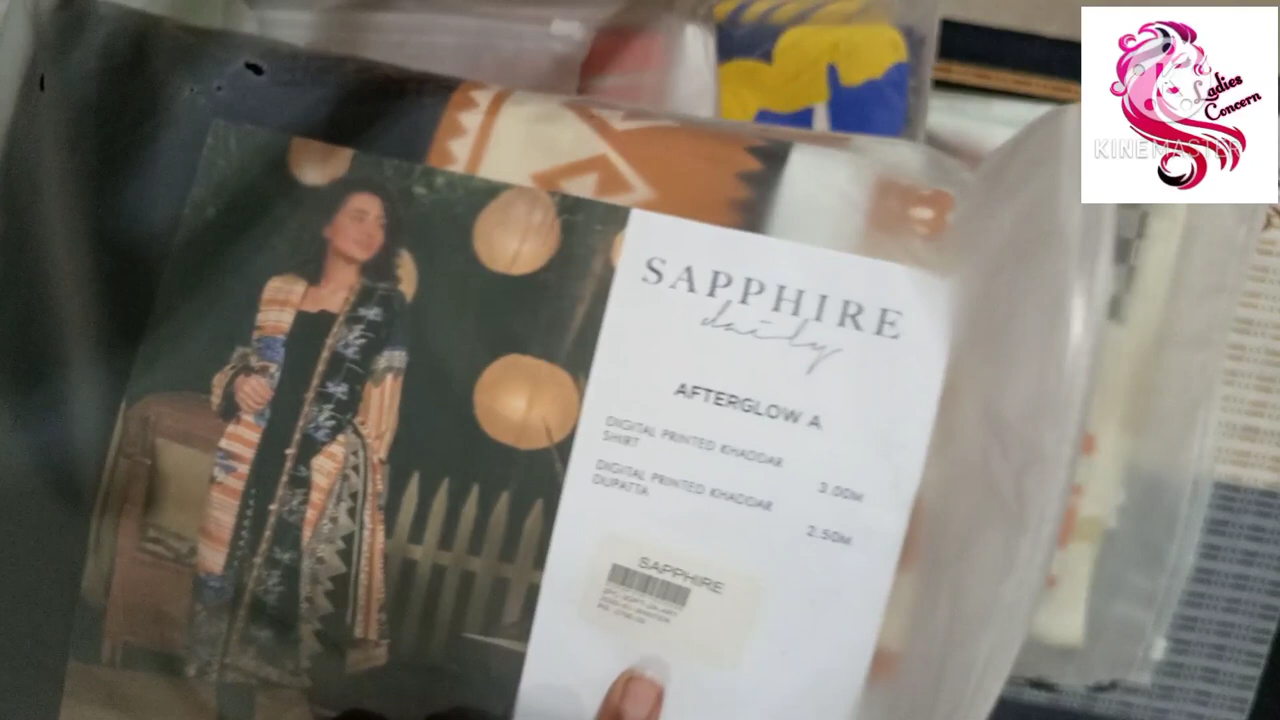 Ladies
Concern
KINEMASTER
SAPPHIRE
daily
AFTERGLOW A
DIGITAL PRINTED KHADDAR
SHIRT
3.00M
DIGITAL PRINTED KHADDAR
DUPATTA
2.50M
SAPPHIRE